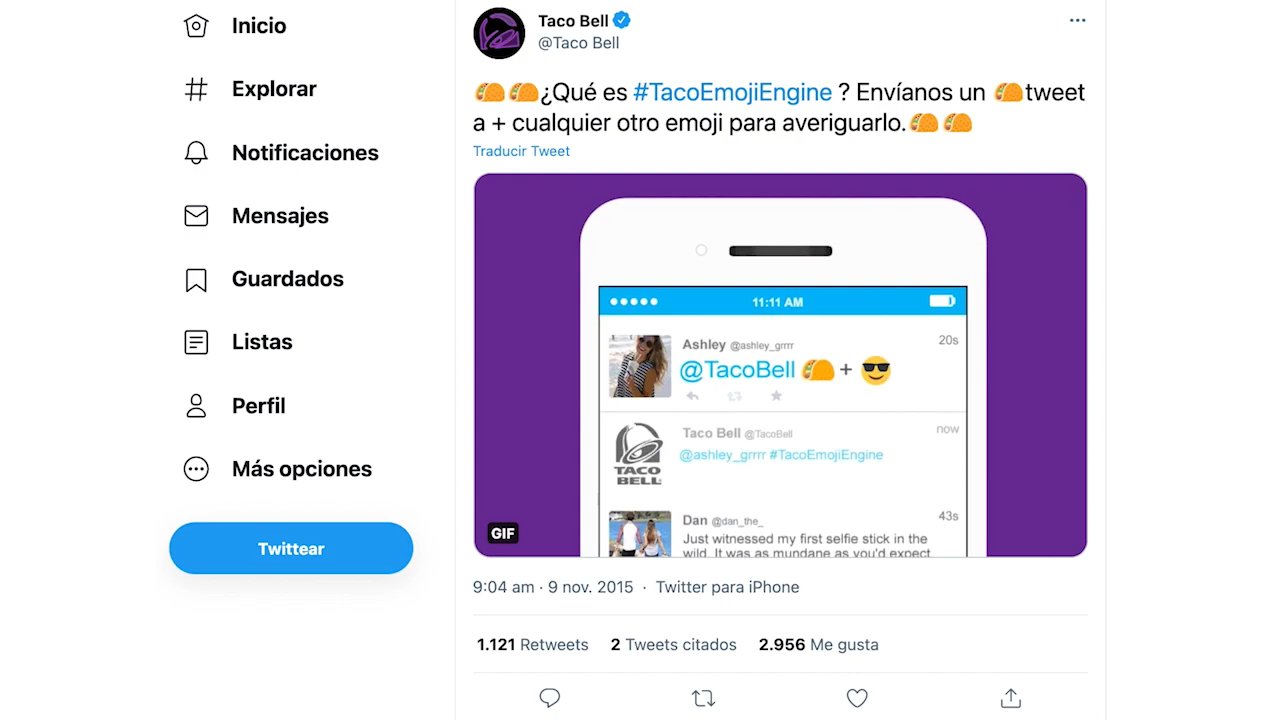 Inicio
Explorar
Notificaciones
Mensajes
Guardados
Listas
Perfil
Más opciones
Twittear
Taco Bell
@Taco Bell
🌮🌮¿Qué es #TacoEmojiEngine ? Envíanos un 🌮tweet
a + cualquier otro emoji para averiguarlo.🌮🌮
Traducir Tweet
11:11 AM
Ashley @ashley_grrr 20s
@TacoBell 🌮 + 😎
Taco Bell @TacoBell now
@ashley_grrr #TacoEmojiEngine
TACO
BELL
Dan @dan_the_ 43s
Just witnessed my first selfie stick in the
wild. It was as mundane as you'd expect
GIF
9:04 am · 9 nov. 2015 · Twitter para iPhone
1.121 Retweets 2 Tweets citados 2.956 Me gusta